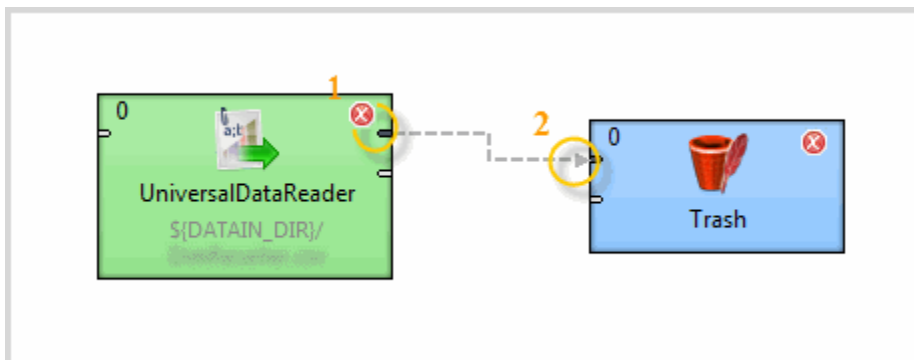 1
0
a;b
UniversalDataReader
${DATAIN_DIR}/
2
0
Trash